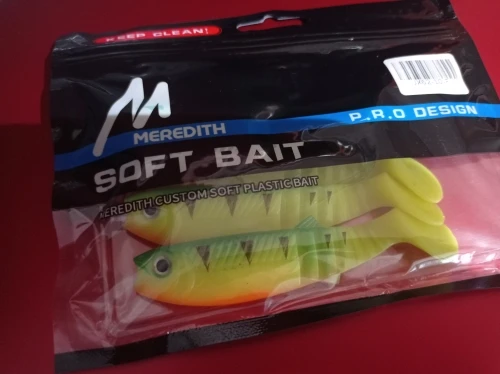 KEEP CLEAN!
M
MEREDITH
P.R.O DESIGN
SOFT BAIT
MEREDITH CUSTOM SOFT PLASTIC BAIT